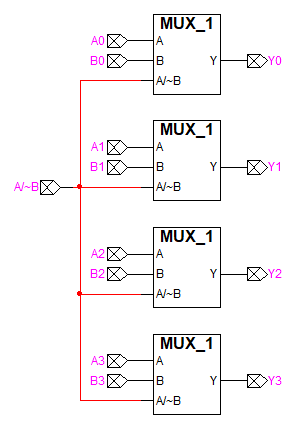 MUX_1
A0 A
B0 B Y Y0
A/~B
MUX_1
A1 A
B1 B Y Y1
A/~B A/~B
MUX_1
A2 A
B2 B Y Y2
A/~B
MUX_1
A3 A
B3 B Y Y3
A/~B